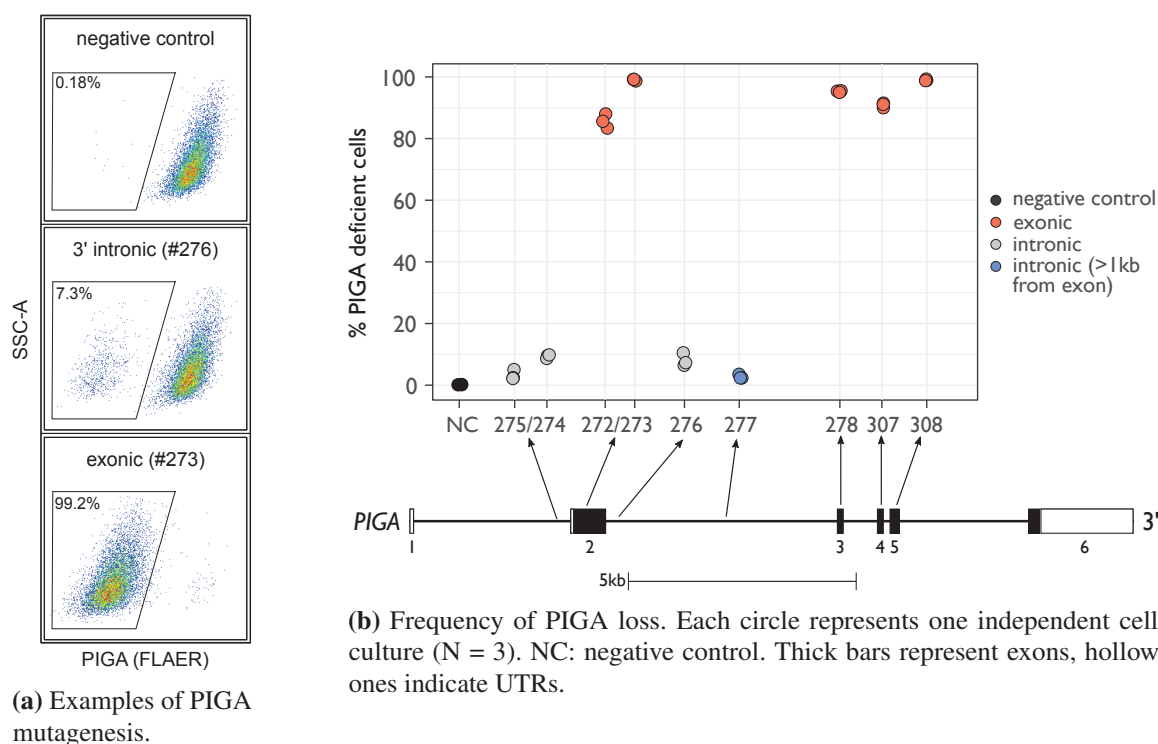 negative control
0.18%
3' intronic (#276)
7.3%
exonic (#273)
99.2%
SSC-A
PIGA (FLAER)
(a) Examples of PIGA
mutagenesis.
% PIGA deficient cells
100
80
60
40
20
0
NC 275/274 272/273 276 277 278 307 308
negative control
exonic
intronic
intronic (>1kb
from exon)
PIGA 3'
1 2 3 4 5 6
5kb
(b) Frequency of PIGA loss. Each circle represents one independent cell
culture (N = 3). NC: negative control. Thick bars represent exons, hollow
ones indicate UTRs.